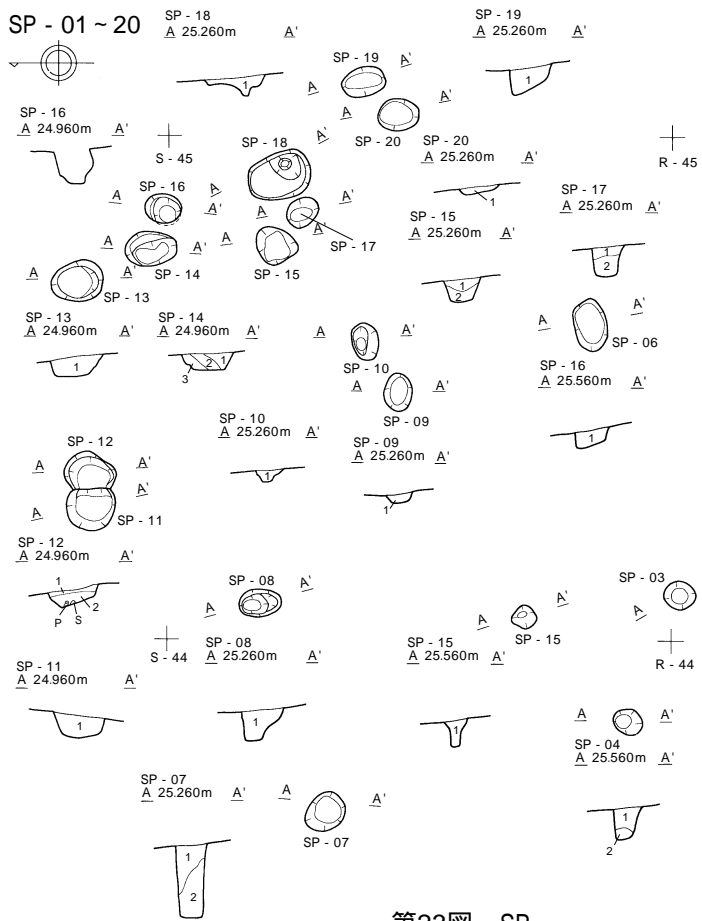 SP - 01 ~ 20
SP - 18
A 25.260m A'
1
SP - 19
A 25.260m A'
1
SP - 19
A A'
A A'
SP - 20
SP - 16
A 24.960m A'
S - 45
SP - 18
A A'
SP - 20
A 25.260m A'
1
R - 45
SP - 16
A A'
A A'
SP - 17
SP - 17
A 25.260m A'
1
2
A A'
SP - 14
A A'
SP - 15
SP - 15
A 25.260m A'
1
2
A A'
SP - 13
SP - 13
A 24.960m A'
1
SP - 14
A 24.960m A'
1
2
3
A A'
SP - 10
A A'
SP - 09
A A'
SP - 06
SP - 16
A 25.560m A'
1
SP - 10
A 25.260m A'
1
SP - 09
A 25.260m A'
1
SP - 12
A A'
A A'
SP - 11
SP - 12
A 24.960m A'
1
2
P S
S - 44
SP - 08
A A'
SP - 08
A 25.260m A'
1
A A'
SP - 15
SP - 15
A 25.560m A'
1
SP - 03
A
R - 44
SP - 11
A 24.960m A'
1
A A'
SP - 04
A 25.560m A'
1
2
SP - 07
A 25.260m A'
1
2
A A'
SP - 07